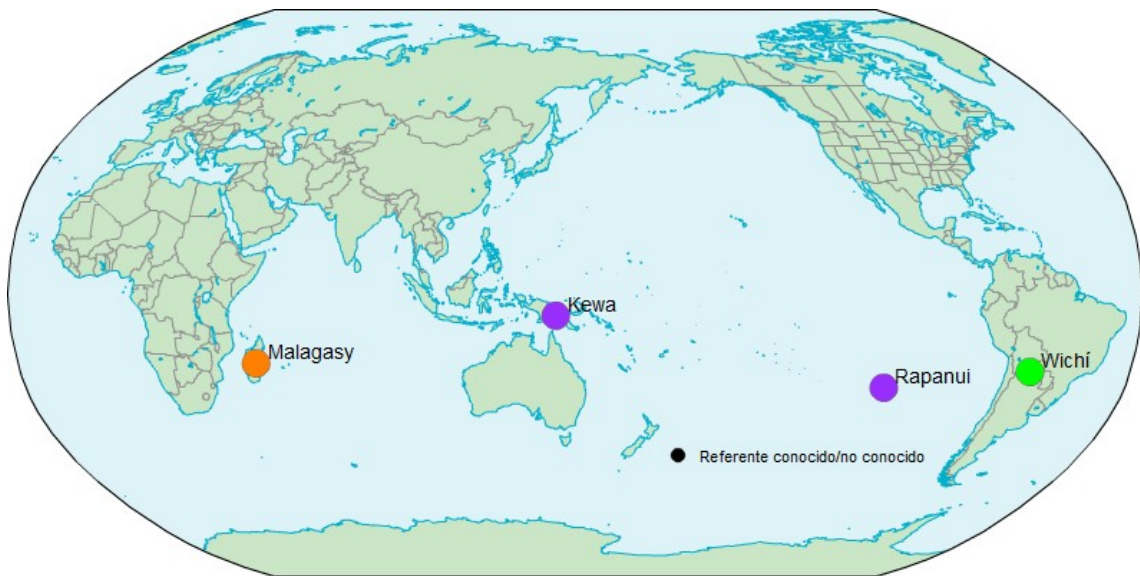 Kewa
Malagasy
Wichí
Rapanui
Referente conocido/no conocido